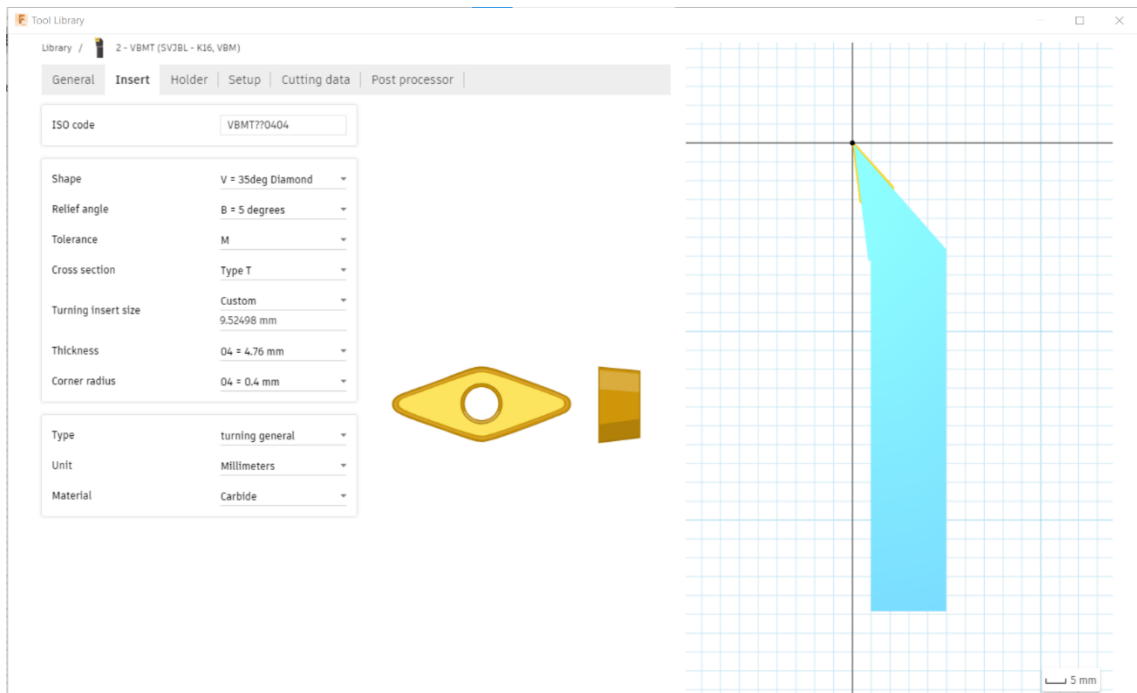 Tool Library
Library / 2 - VBMT (SVJBL - K16, VBM)
General Insert Holder Setup Cutting data Post processor
ISO code VBMT??0404
Shape V = 35deg Diamond
Relief angle B = 5 degrees
Tolerance M
Cross section Type T
Turning insert size Custom
9.52498 mm
Thickness 04 = 4.76 mm
Corner radius 04 = 0.4 mm
Type turning general
Unit Millimeters
Material Carbide
5 mm